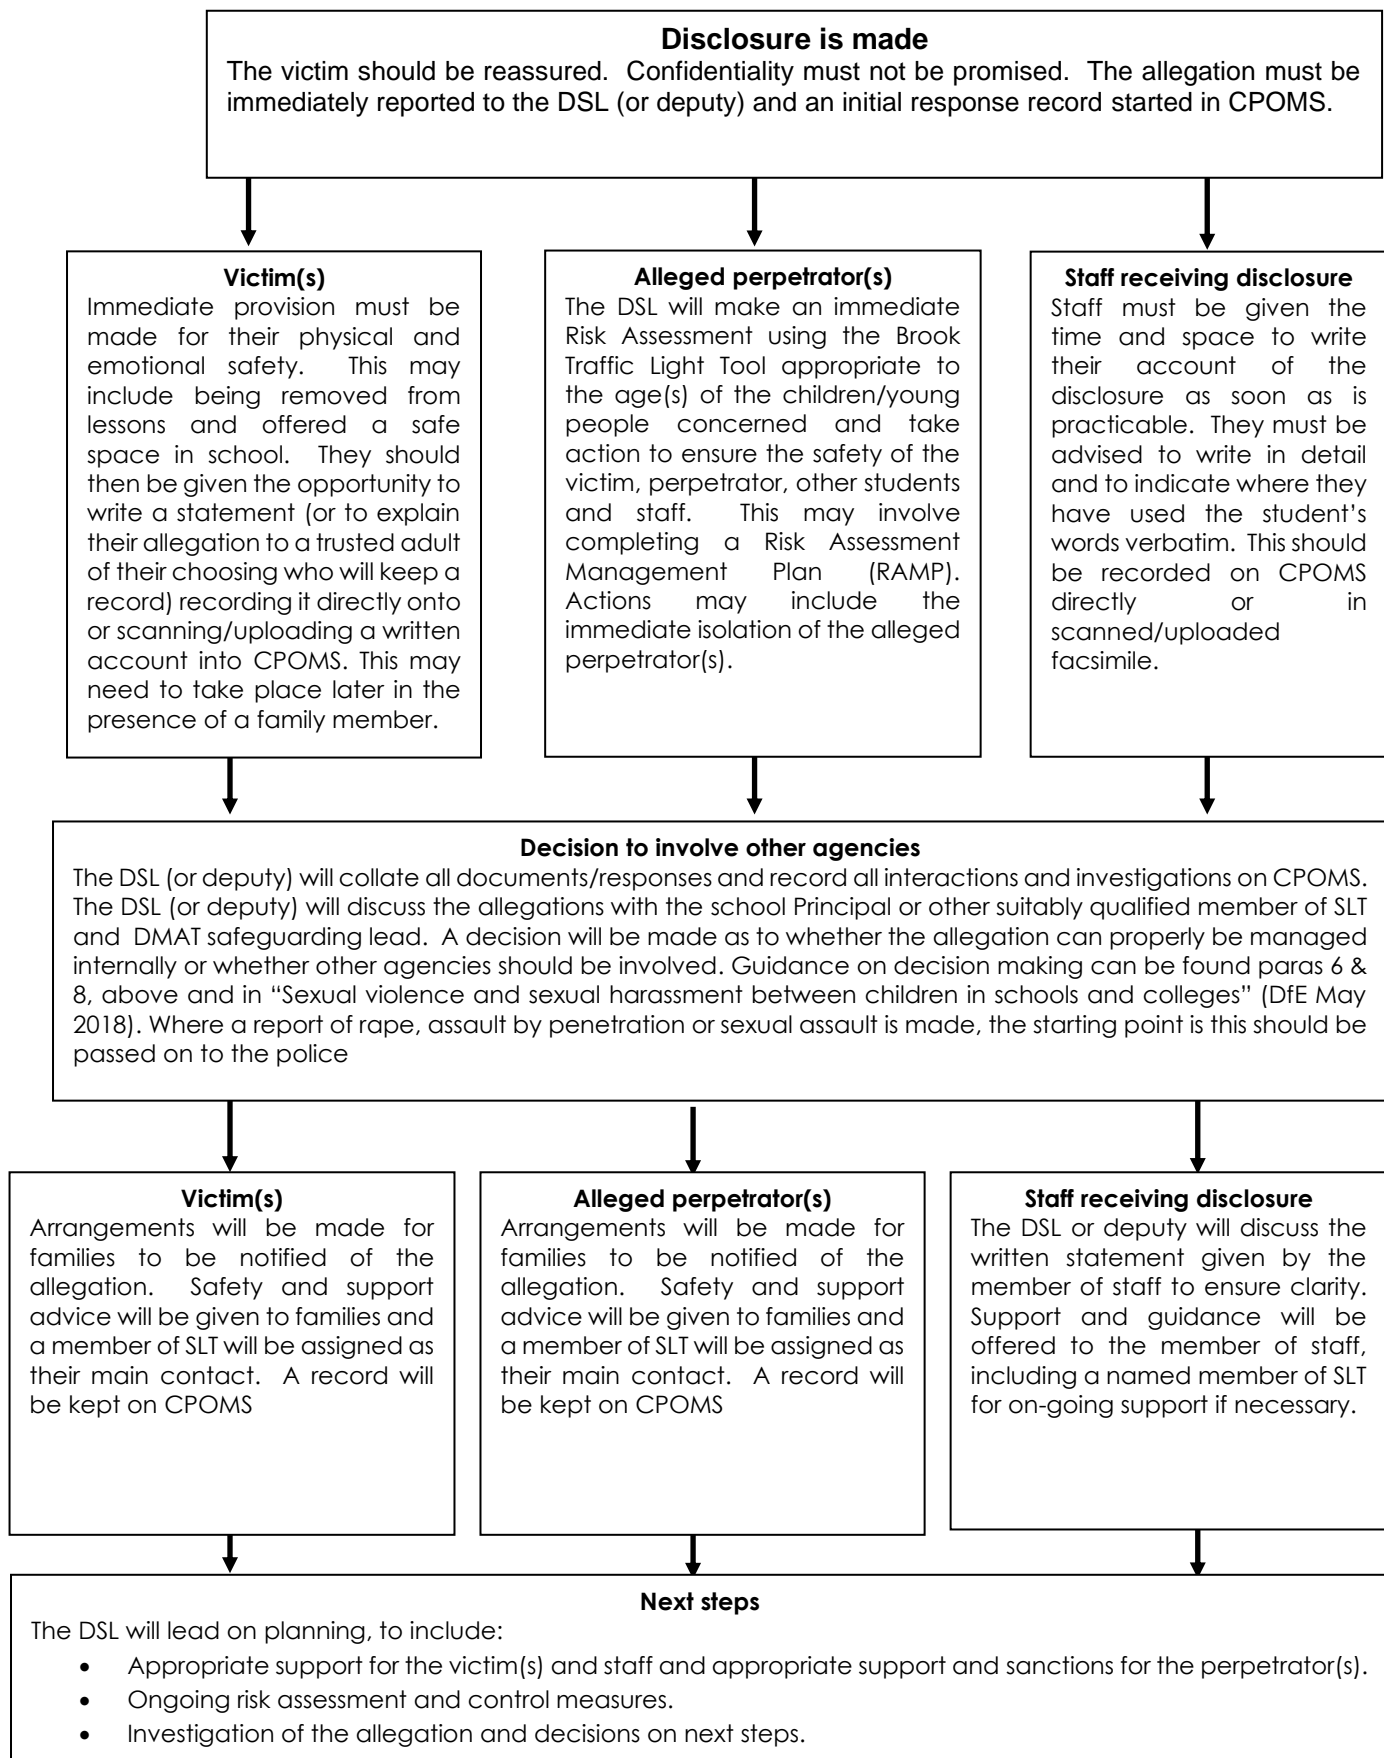 Disclosure is made
The victim should be reassured. Confidentiality must not be promised. The allegation must be
immediately reported to the DSL (or deputy) and an initial response record started in CPOMS.
Victim(s)
Immediate provision must be
made for their physical and
emotional safety. This may
include being removed from
lessons and offered a safe
space in school. They should
then be given the opportunity to
write a statement (or to explain
their allegation to a trusted adult
of their choosing who will keep a
record) recording it directly onto
or scanning/uploading a written
account into CPOMS. This may
need to take place later in the
presence of a family member.
Alleged perpetrator(s)
The DSL will make an immediate
Risk Assessment using the Brook
Traffic Light Tool appropriate to
the age(s) of the children/young
people concerned and take
action to ensure the safety of the
victim, perpetrator, other students
and staff. This may involve
completing a Risk Assessment
Management Plan (RAMP).
Actions may include the
immediate isolation of the alleged
perpetrator(s).
Staff receiving disclosure
Staff must be given the
time and space to write
their account of the
disclosure as soon as is
practicable. They must be
advised to write in detail
and to indicate where they
have used the student’s
words verbatim. This should
be recorded on CPOMS
directly or in
scanned/uploaded
facsimile.
Decision to involve other agencies
The DSL (or deputy) will collate all documents/responses and record all interactions and investigations on CPOMS.
The DSL (or deputy) will discuss the allegations with the school Principal or other suitably qualified member of SLT
and DMAT safeguarding lead. A decision will be made as to whether the allegation can properly be managed
internally or whether other agencies should be involved. Guidance on decision making can be found paras 6 &
8, above and in “Sexual violence and sexual harassment between children in schools and colleges” (DfE May
2018). Where a report of rape, assault by penetration or sexual assault is made, the starting point is this should be
passed on to the police
Victim(s)
Arrangements will be made for
families to be notified of the
allegation. Safety and support
advice will be given to families and
a member of SLT will be assigned as
their main contact. A record will
be kept on CPOMS
Alleged perpetrator(s)
Arrangements will be made for
families to be notified of the
allegation. Safety and support
advice will be given to families and
a member of SLT will be assigned as
their main contact. A record will
be kept on CPOMS
Staff receiving disclosure
The DSL or deputy will discuss the
written statement given by the
member of staff to ensure clarity.
Support and guidance will be
offered to the member of staff,
including a named member of SLT
for on-going support if necessary.
Next steps
The DSL will lead on planning, to include:
• Appropriate support for the victim(s) and staff and appropriate support and sanctions for the perpetrator(s).
• Ongoing risk assessment and control measures.
• Investigation of the allegation and decisions on next steps.